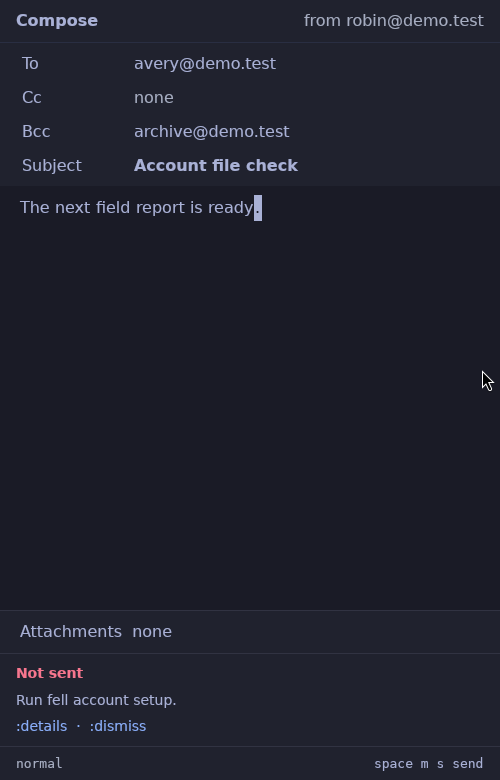 Compose from robin@demo.test
To avery@demo.test
Cc none
Bcc archive@demo.test
Subject Account file check
The next field report is ready.
Attachments none
Not sent
Run fell account setup.
:details · :dismiss
normal space m s send